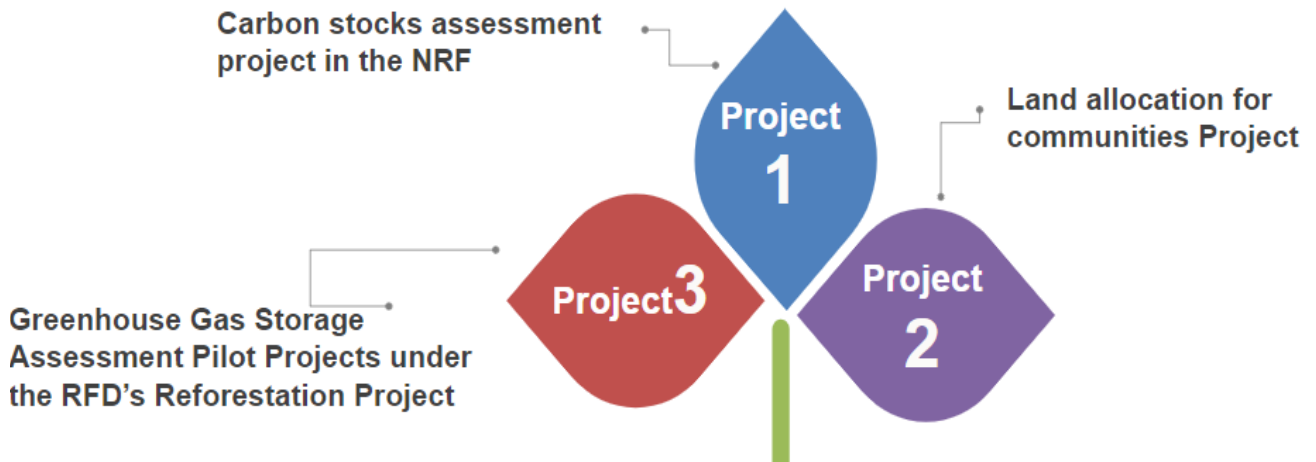 Carbon stocks assessment
project in the NRF
Project
1
Land allocation for
communities Project
Project
2
Project3
Greenhouse Gas Storage
Assessment Pilot Projects under
the RFD's Reforestation Project